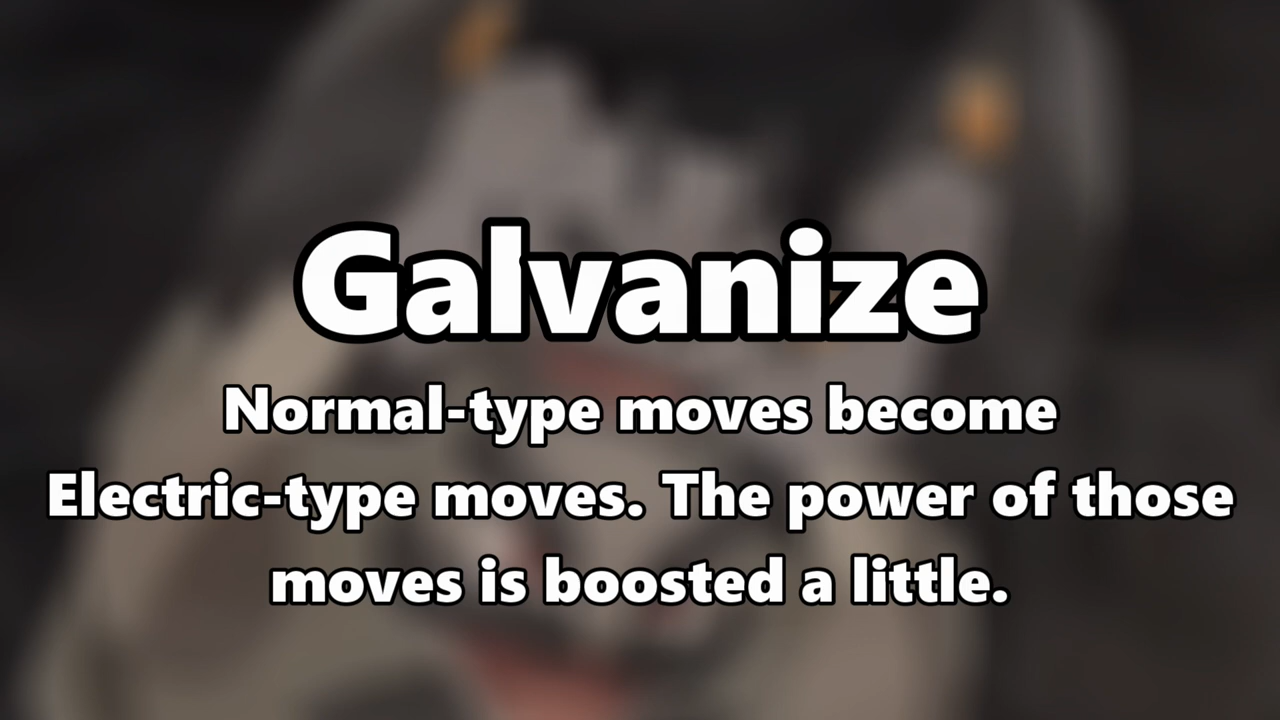 Galvanize
Normal-type moves become
Electric-type moves. The power of those
moves is boosted a little.